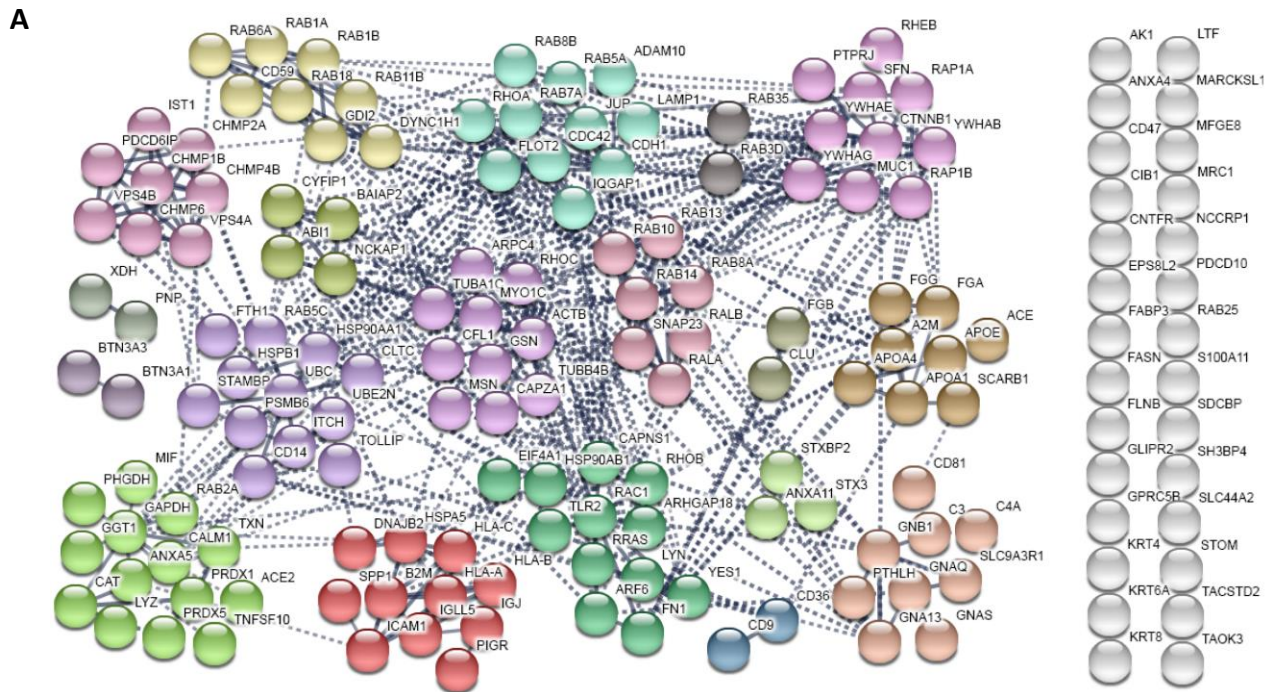 A
RAB6A
RAB1A
RAB1B
CD59
RAB18
RAB11B
GDI2
DYNC1H1
IST1
CHMP2A
PDCD6IP
CHMP1B
CHMP4B
VPS4B
CHMP6
VPS4A
CYFIP1
BAIAP2
ABI1
NCKAP1
RAB8B
RAB5A
ADAM10
RHOA
RAB7A
JUP
LAMP1
CDC42
FLOT2
CDH1
IQGAP1
RAB35
RAB3D
RHEB
PTPRJ
SFN
RAP1A
YWHAE
CTNNB1
YWHAB
YWHAG
MUC1
RAP1B
XDH
PNP
BTN3A3
BTN3A1
FTH1
RAB5C
HSP90AA1
HSPB1
CLTC
STAMBP
UBC
UBE2N
PSMB6
ITCH
CD14
TOLLIP
RAB2A
ARPC4
RHOC
TUBA1C
MYO1C
ACTB
CFL1
GSN
TUBB4B
MSN
CAPZA1
RAB13
RAB10
RAB14
RAB8A
SNAP23
RALB
RALA
FGB
CLU
FGG
FGA
ACE
A2M
APOE
APOA4
APOA1
SCARB1
MIF
PHGDH
GAPDH
GGT1
TXN
CALM1
ANXA5
CAT
PRDX1
ACE2
LYZ
PRDX5
TNFSF10
DNAJB2
HSPA5
HLA-C
HLA-B
SPP1
B2M
HLA-A
IGLL5
IGJ
ICAM1
PIGR
CAPNS1
EIF4A1
HSP90AB1
RHOB
RAC1
TLR2
ARHGAP18
RRAS
LYN
YES1
ARF6
FN1
STXBP2
ANXA11
STX3
CD36
CD9
CD81
GNB1
C3
C4A
SLC9A3R1
PTHLH
GNAQ
GNA13
GNAS
AK1
LTF
ANXA4
MARCKSL1
CD47
MFGE8
CIB1
MRC1
CNTFR
NCCRP1
EPS8L2
PDCD10
FABP3
RAB25
FASN
S100A11
FLNB
SDCBP
GLIPR2
SH3BP4
GPRC5B
SLC44A2
KRT4
STOM
KRT6A
TACSTD2
KRT8
TAOK3